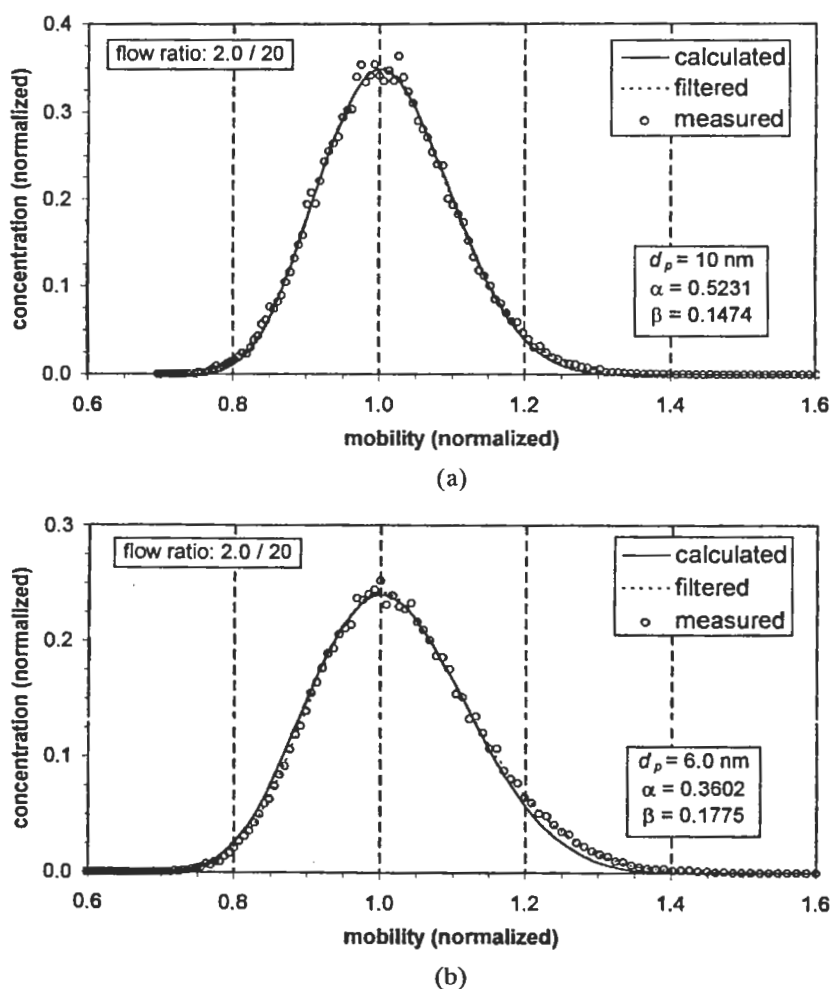 0.4
flow ratio: 2.0 / 20
calculated
filtered
measured
0.3
0.2
0.1
0.0
concentration (normalized)
d_p = 10 nm
α = 0.5231
β = 0.1474
0.6 0.8 1.0 1.2 1.4 1.6
mobility (normalized)
(a)
0.3
flow ratio: 2.0 / 20
calculated
filtered
measured
0.2
0.1
0.0
concentration (normalized)
d_p = 6.0 nm
α = 0.3602
β = 0.1775
0.6 0.8 1.0 1.2 1.4 1.6
mobility (normalized)
(b)